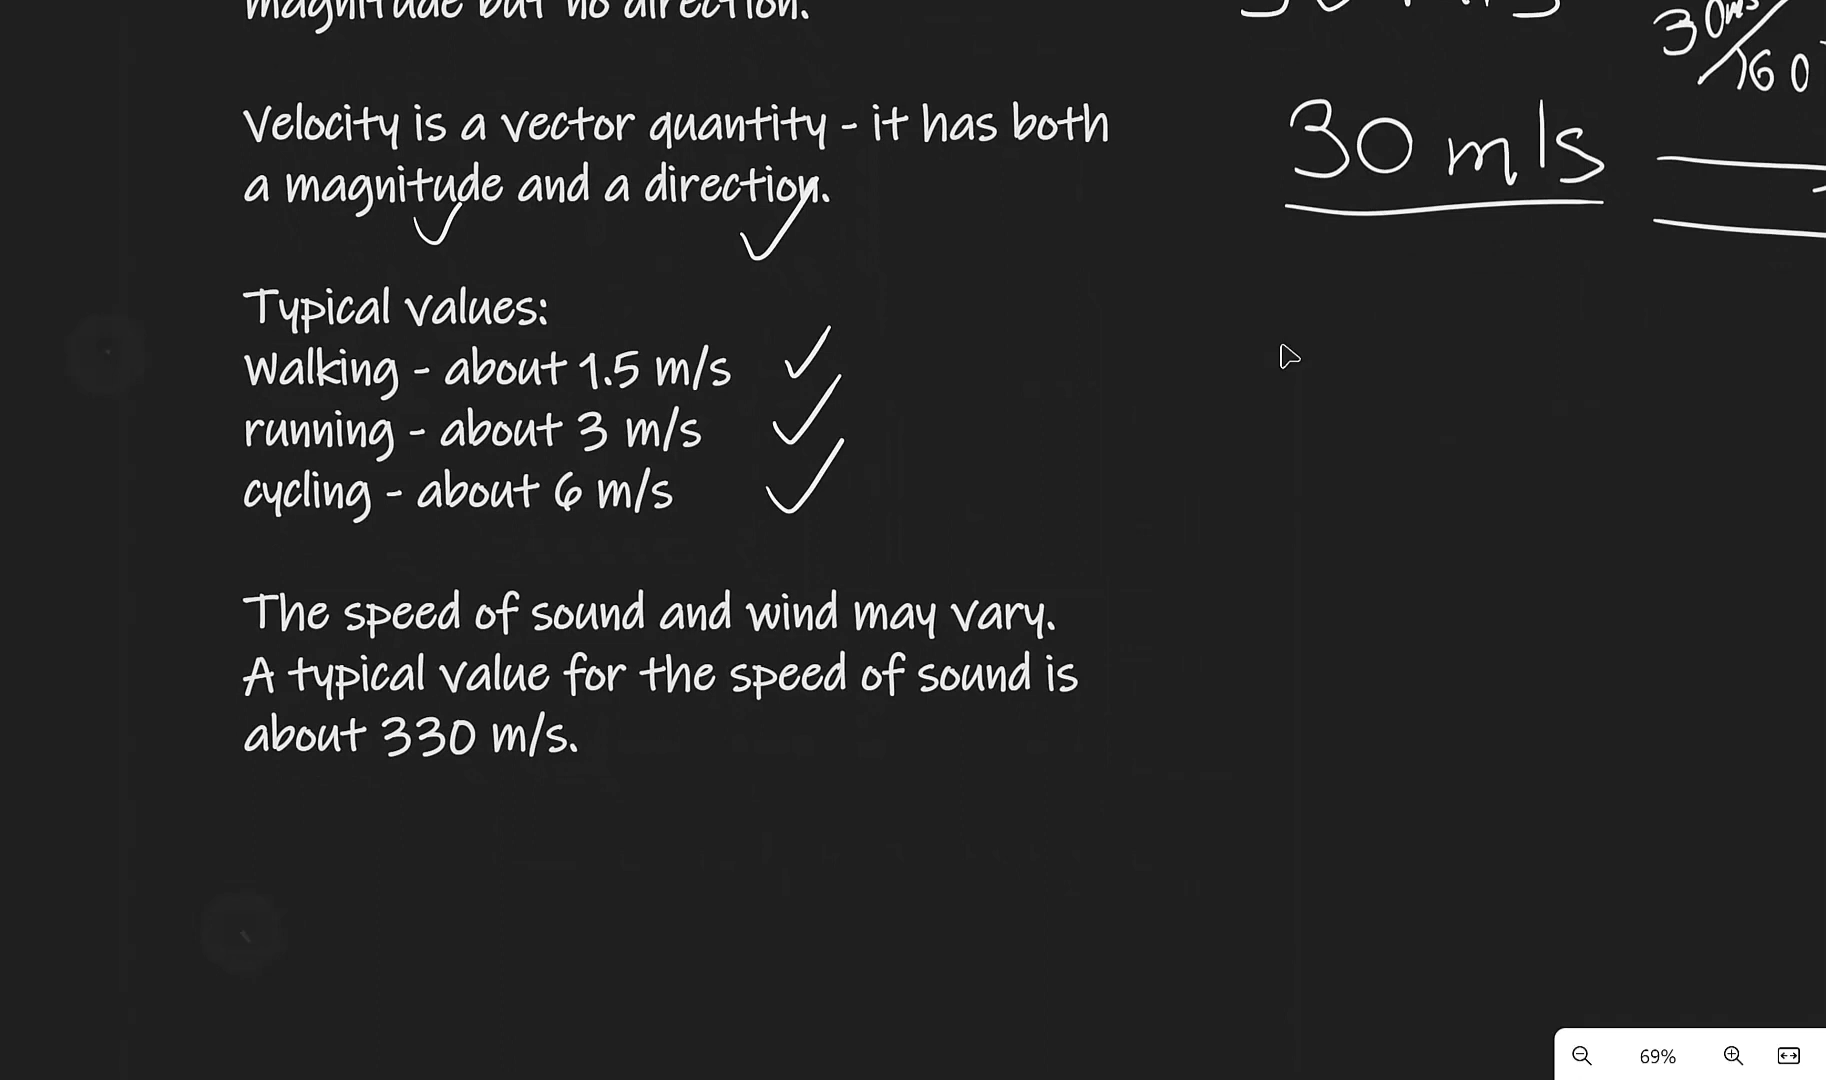 magnitude but no direction.
Velocity is a vector quantity - it has both
a magnitude and a direction.
Typical values:
Walking - about 1.5 m/s
running - about 3 m/s
cycling - about 6 m/s
The speed of sound and wind may vary.
A typical value for the speed of sound is
about 330 m/s.
30 m/s
69%